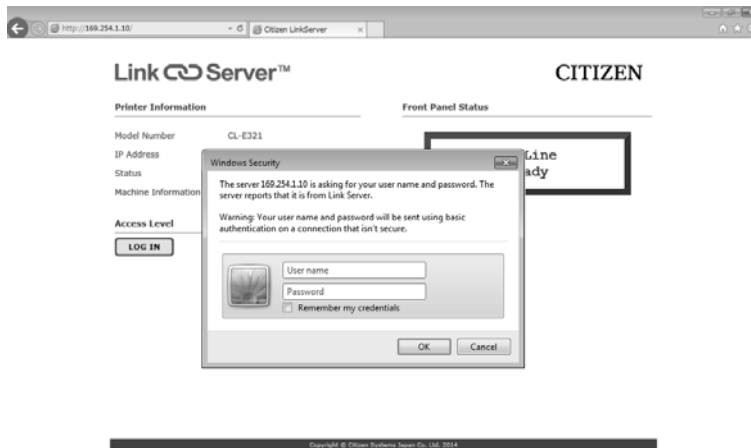 http://169.254.1.10/
Citizen LinkServer
Link Server™
CITIZEN
Printer Information
Front Panel Status
Model Number CL-E321
IP Address
Line
Status
ady
Machine Information
Access Level
LOG IN
Windows Security
The server 169.254.1.10 is asking for your user name and password. The
server reports that it is from Link Server.
Warning: Your user name and password will be sent using basic
authentication on a connection that isn't secure.
User name
Password
Remember my credentials
OK Cancel
Copyright © Citizen Systems Japan Co. Ltd. 2014